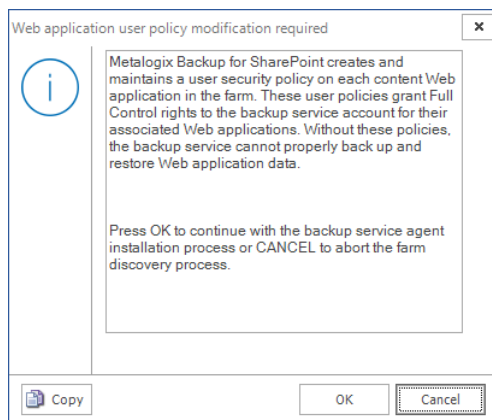 Web application user policy modification required
Metalogix Backup for SharePoint creates and
maintains a user security policy on each content Web
application in the farm. These user policies grant Full
Control rights to the backup service account for their
associated Web applications. Without these policies,
the backup service cannot properly back up and
restore Web application data.
Press OK to continue with the backup service agent
installation process or CANCEL to abort the farm
discovery process.
Copy
OK
Cancel